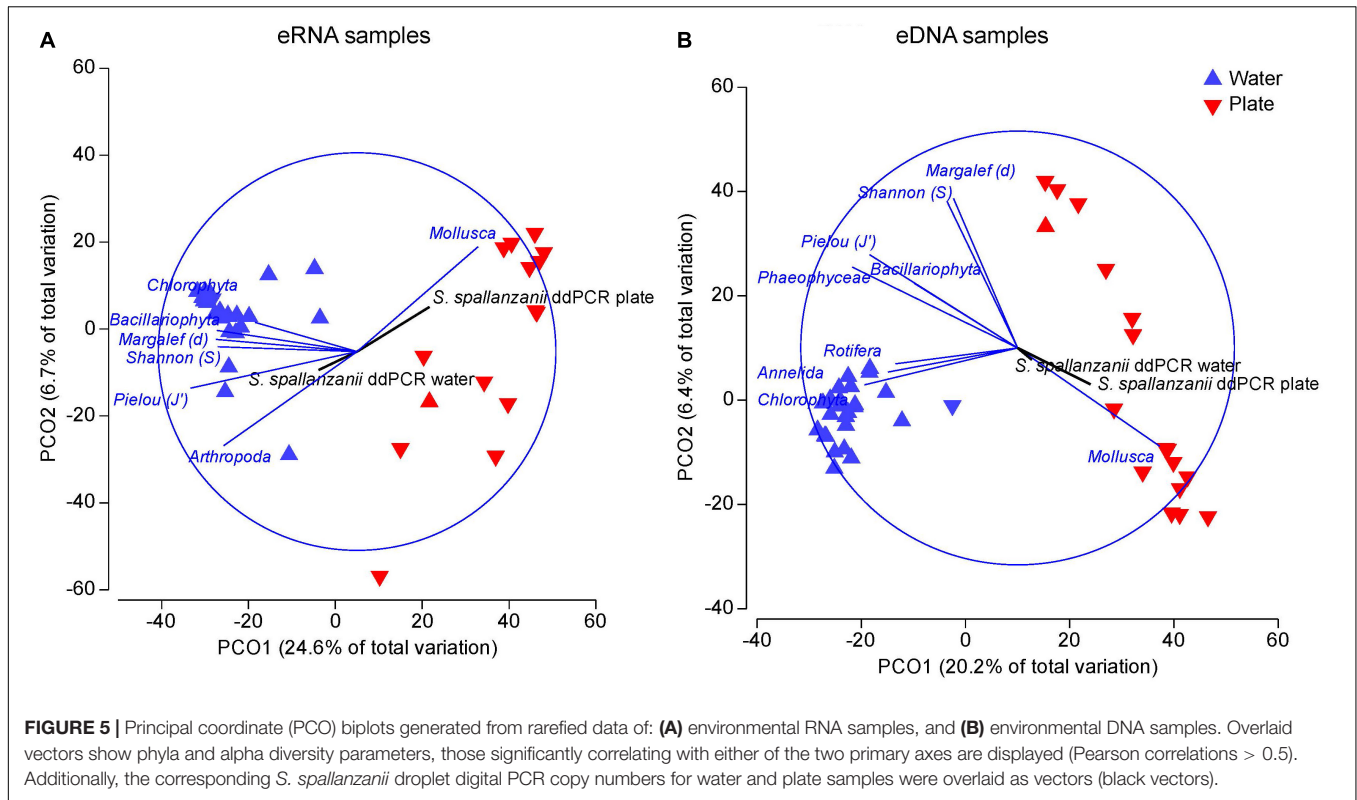 A
eRNA samples
60
40
20
0
-20
-40
-60
PCO2 (6.7% of total variation)
Mollusca
Chlorophyta
S. spallanzanii ddPCR plate
Bacillariophyta
Margalef (d)
Shannon (S)
S. spallanzanii ddPCR water
Pielou (J')
Arthropoda
-40
-20
0
20
40
60
PCO1 (24.6% of total variation)
B
eDNA samples
Water
Plate
60
40
20
0
-20
-40
PCO2 (6.4% of total variation)
Margalef (d)
Shannon (S)
Pielou (J')
Phaeophyceae
Bacillariophyta
Rotifera
S. spallanzanii ddPCR water
Annelida
S. spallanzanii ddPCR plate
Chlorophyta
Mollusca
-40
-20
0
20
40
60
PCO1 (20.2% of total variation)
FIGURE 5 | Principal coordinate (PCO) biplots generated from rarefied data of: (A) environmental RNA samples, and (B) environmental DNA samples. Overlaid
vectors show phyla and alpha diversity parameters, those significantly correlating with either of the two primary axes are displayed (Pearson correlations > 0.5).
Additionally, the corresponding S. spallanzanii droplet digital PCR copy numbers for water and plate samples were overlaid as vectors (black vectors).